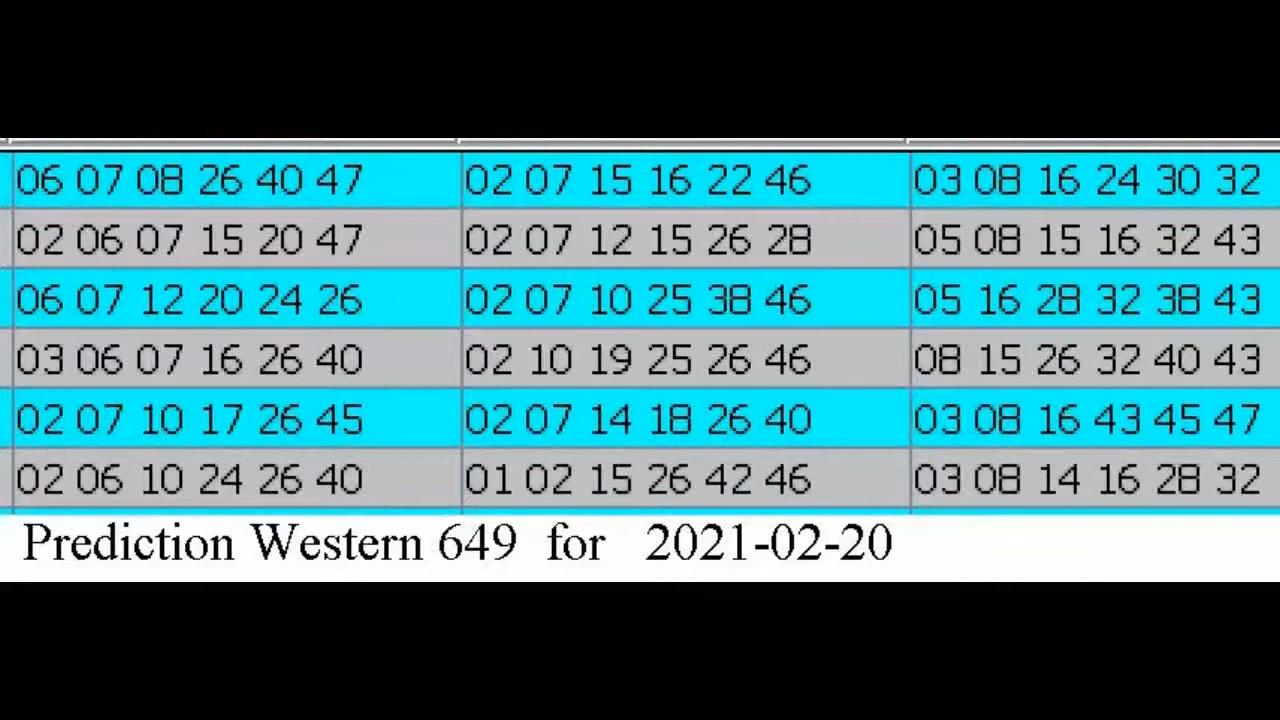 06 07 08 26 40 47 02 07 15 16 22 46 03 08 16 24 30 32
02 06 07 15 20 47 02 07 12 15 26 28 05 08 15 16 32 43
06 07 12 20 24 26 02 07 10 25 38 46 05 16 28 32 38 43
03 06 07 16 26 40 02 10 19 25 26 46 08 15 26 32 40 43
02 07 10 17 26 45 02 07 14 18 26 40 03 08 16 43 45 47
02 06 10 24 26 40 01 02 15 26 42 46 03 08 14 16 28 32
Prediction Western 649 for 2021-02-20